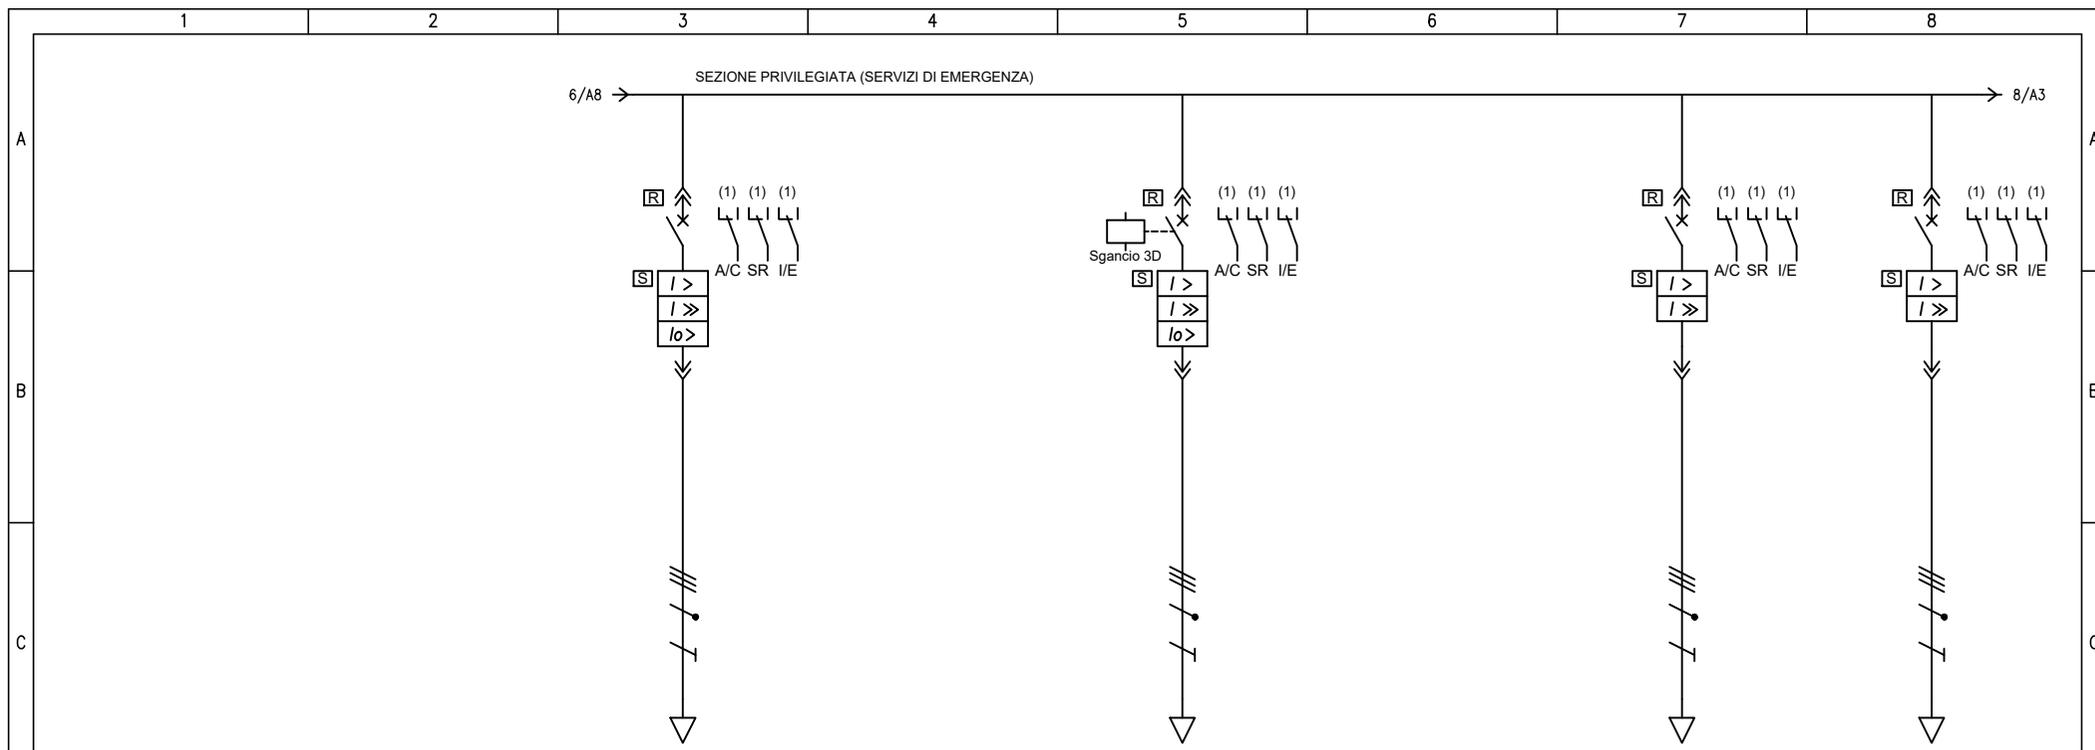 1 2 3 4 5 6 7 8
SEZIONE PRIVILEGIATA (SERVIZI DI EMERGENZA)
6/A8 8/A3
A A
R (1) (1) (1) R (1) (1) (1) R (1) (1) (1) R (1) (1) (1)
Sgancio 3D
A/C SR I/E A/C SR I/E A/C SR I/E A/C SR I/E
S I > S I > S I > S I >
I >> I >> I >> I >>
Io > Io >
B
C